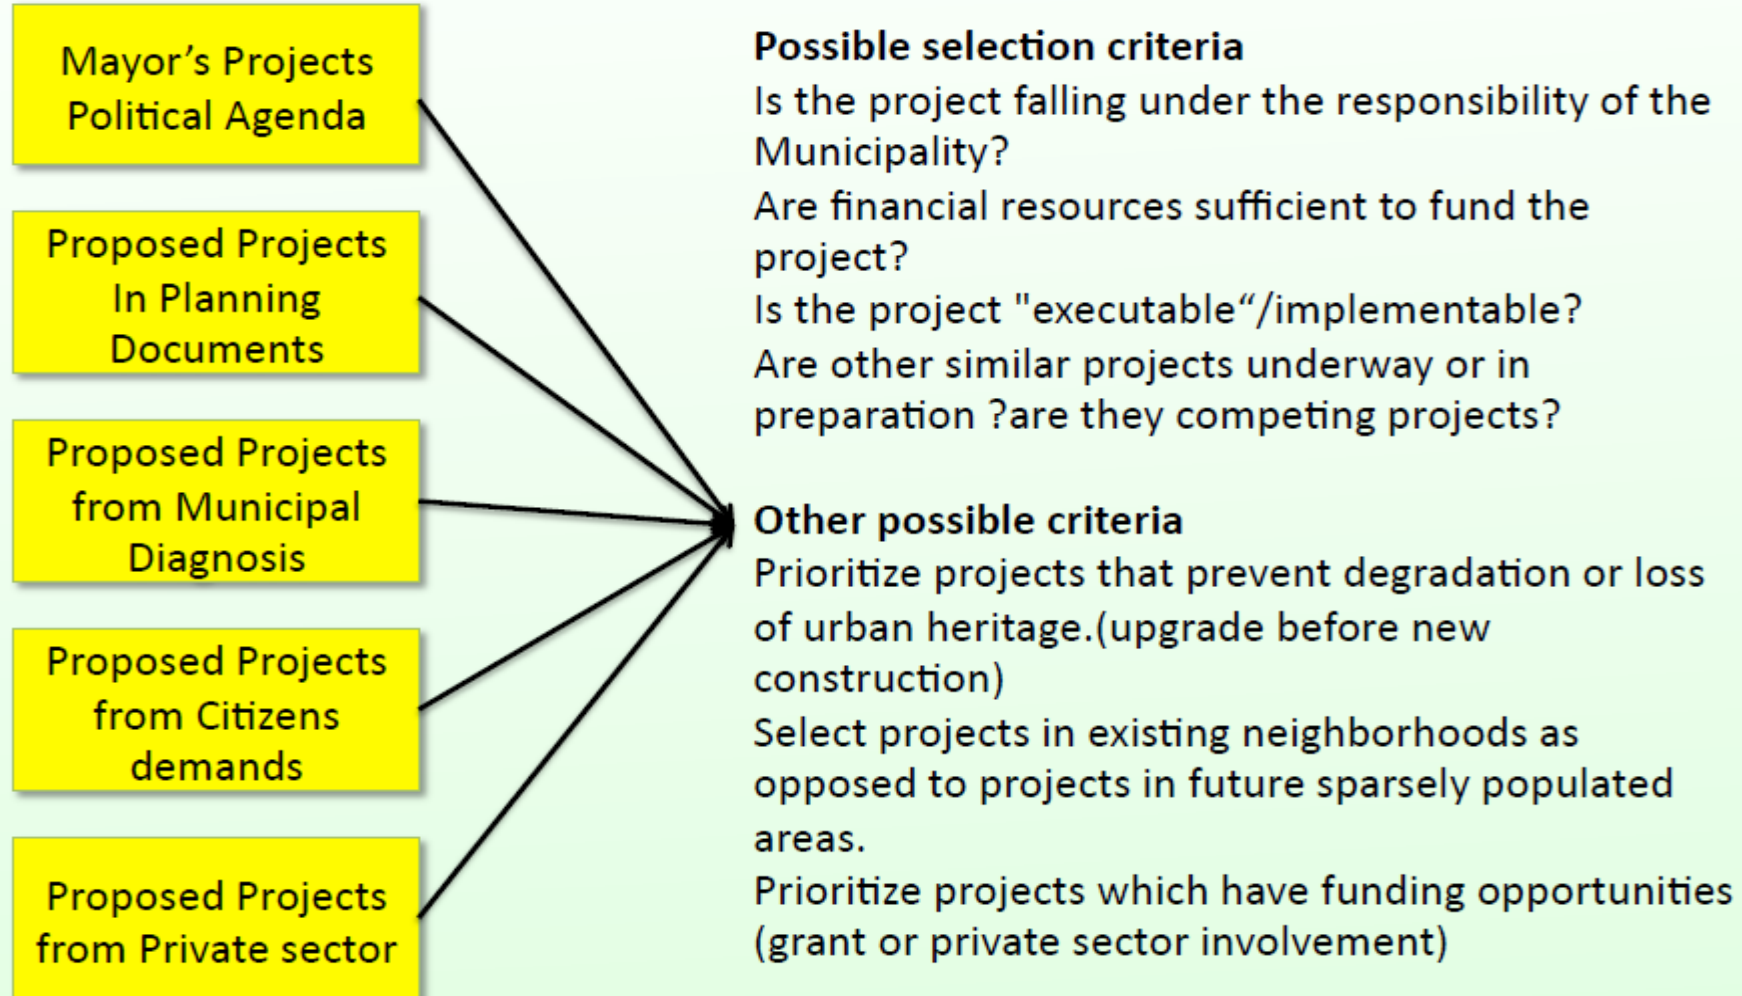 Mayor's Projects
Political Agenda
Proposed Projects
In Planning
Documents
Proposed Projects
from Municipal
Diagnosis
Proposed Projects
from Citizens
demands
Proposed Projects
from Private sector
Possible selection criteria
Is the project falling under the responsibility of the
Municipality?
Are financial resources sufficient to fund the
project?
Is the project "executable“/implementable?
Are other similar projects underway or in
preparation ?are they competing projects?
Other possible criteria
Prioritize projects that prevent degradation or loss
of urban heritage.(upgrade before new
construction)
Select projects in existing neighborhoods as
opposed to projects in future sparsely populated
areas.
Prioritize projects which have funding opportunities
(grant or private sector involvement)